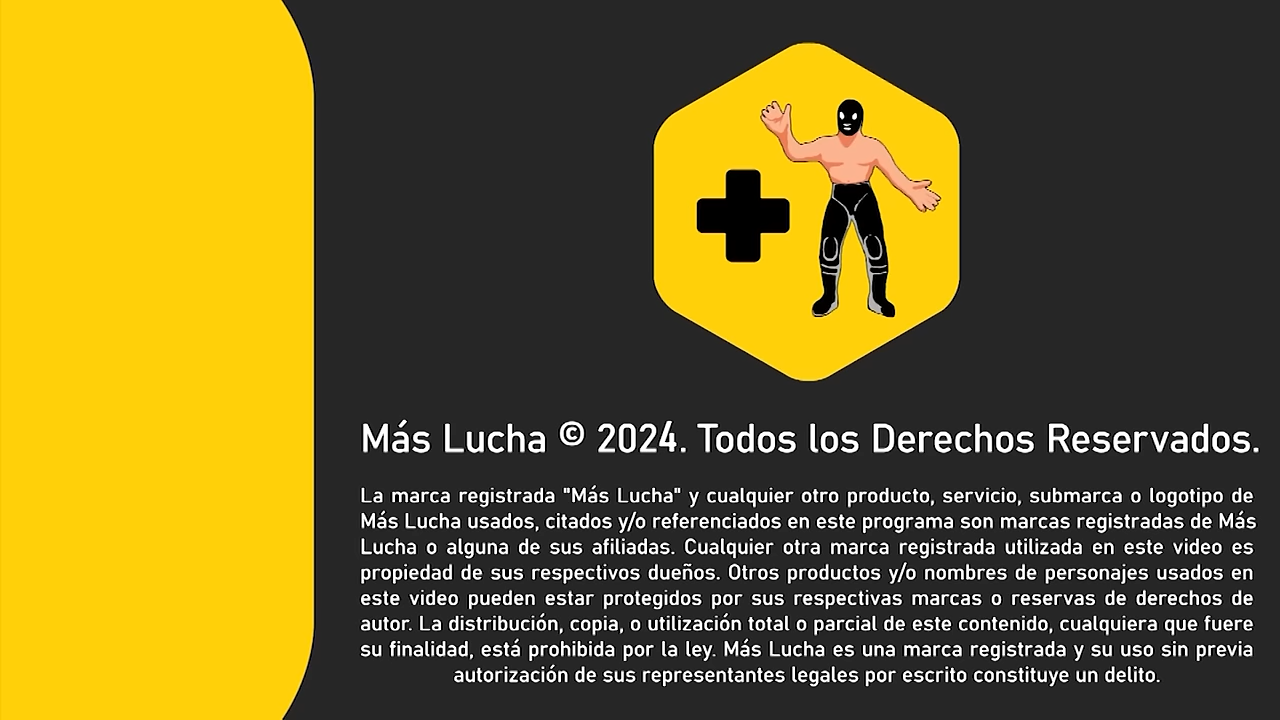 Más Lucha © 2024. Todos los Derechos Reservados.
La marca registrada "Más Lucha" y cualquier otro producto, servicio, submarca o logotipo de
Más Lucha usados, citados y/o referenciados en este programa son marcas registradas de Más
Lucha o alguna de sus afiliadas. Cualquier otra marca registrada utilizada en este video es
propiedad de sus respectivos dueños. Otros productos y/o nombres de personajes usados en
este video pueden estar protegidos por sus respectivas marcas o reservas de derechos de
autor. La distribución, copia, o utilización total o parcial de este contenido, cualquiera que fuere
su finalidad, está prohibida por la ley. Más Lucha es una marca registrada y su uso sin previa
autorización de sus representantes legales por escrito constituye un delito.